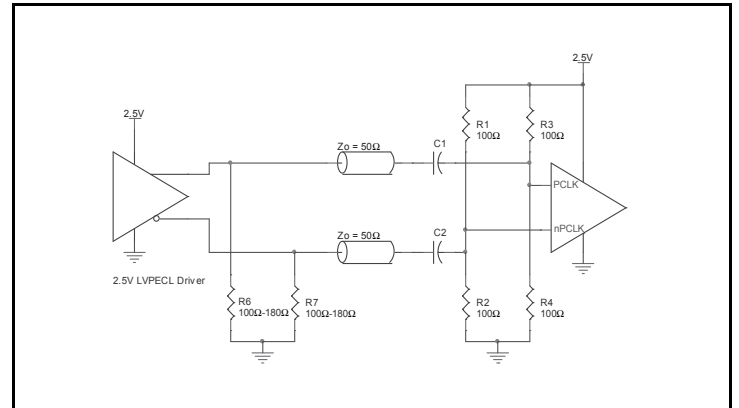 2.5V
2.5V
R1
100Ω
R3
100Ω
Zo = 50Ω
C1
PCLK
nPCLK
Zo = 50Ω
C2
2.5V LVPECL Driver
R6
100Ω-180Ω
R7
100Ω-180Ω
R2
100Ω
R4
100Ω